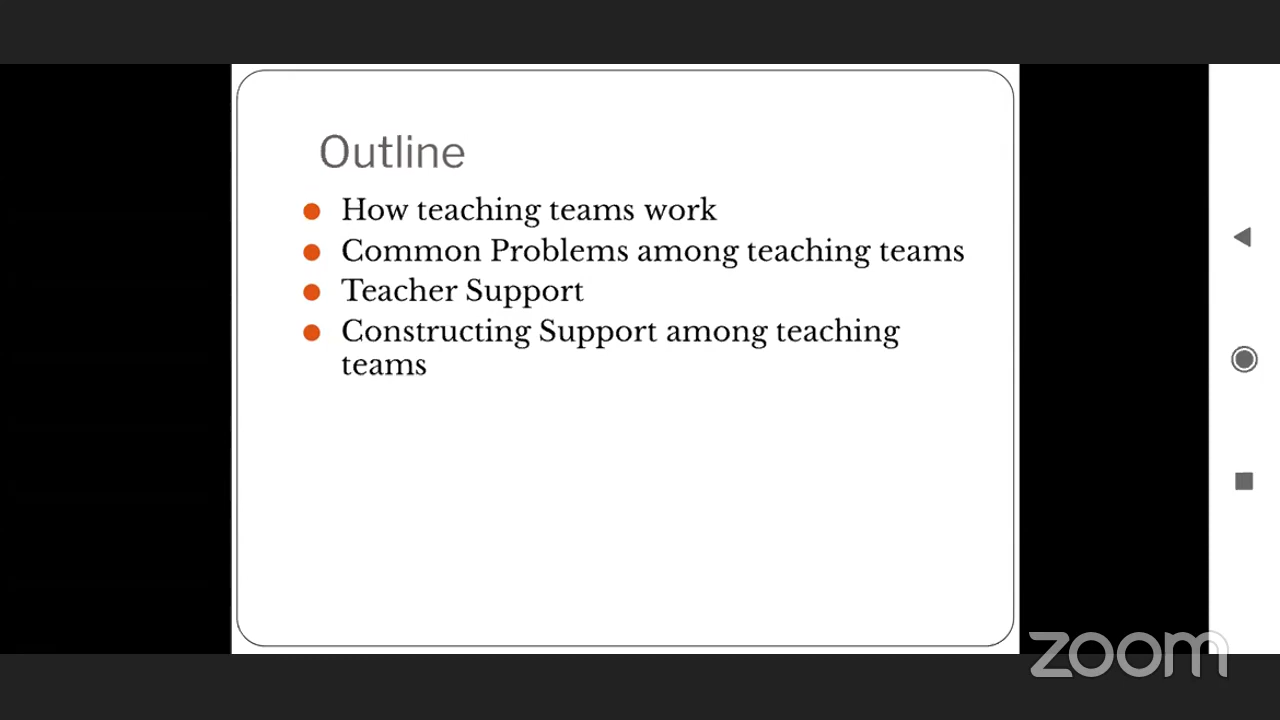 Outline
How teaching teams work
Common Problems among teaching teams
Teacher Support
Constructing Support among teaching
teams
zoom